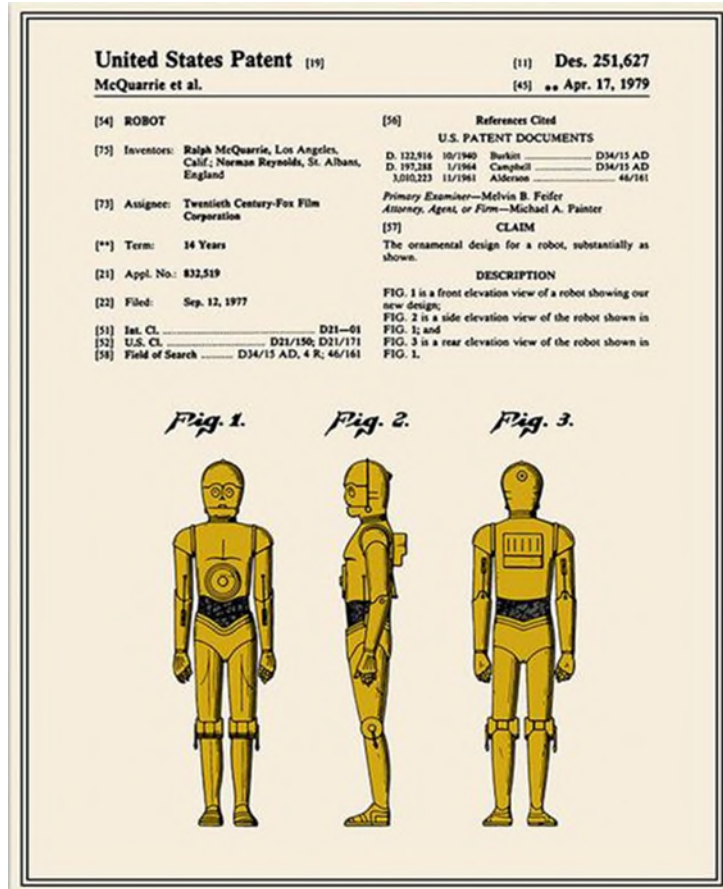 United States Patent [19]
McQuarrie et al.
[11] Des. 251,627
[45] ** Apr. 17, 1979
[54] ROBOT
[75] Inventors: Ralph McQuarrie, Los Angeles,
Calif.; Norman Reynolds, St. Albans,
England
[73] Assignee: Twentieth Century-Fox Film
Corporation
[**] Term: 14 Years
[21] Appl. No.: 832,519
[22] Filed: Sep. 12, 1977
[51] Int. Cl. .......... D21—01
[52] U.S. Cl. .......... D21/150; D21/171
[58] Field of Search .......... D34/15 AD, 4 R; 46/161
[56] References Cited
U.S. PATENT DOCUMENTS
D. 122,916 10/1940 Burkitt .......... D34/15 AD
D. 197,288 1/1964 Campbell .......... D34/15 AD
3,010,223 11/1961 Alderson .......... 46/161
Primary Examiner—Melvin B. Feifer
Attorney, Agent, or Firm—Michael A. Painter
[57] CLAIM
The ornamental design for a robot, substantially as
shown.
DESCRIPTION
FIG. 1 is a front elevation view of a robot showing our
new design;
FIG. 2 is a side elevation view of the robot shown in
FIG. 1; and
FIG. 3 is a rear elevation view of the robot shown in
FIG. 1.
Fig. 1. Fig. 2. Fig. 3.